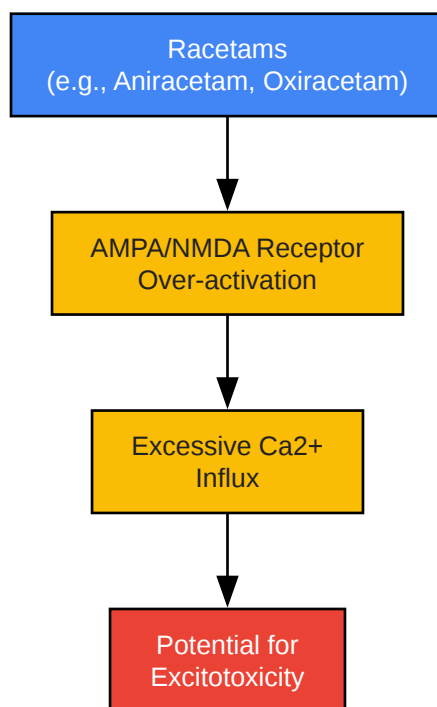 Racetams
(e.g., Aniracetam, Oxiracetam)
AMPA/NMDA Receptor
Over-activation
Excessive Ca2+
Influx
Potential for
Excitotoxicity